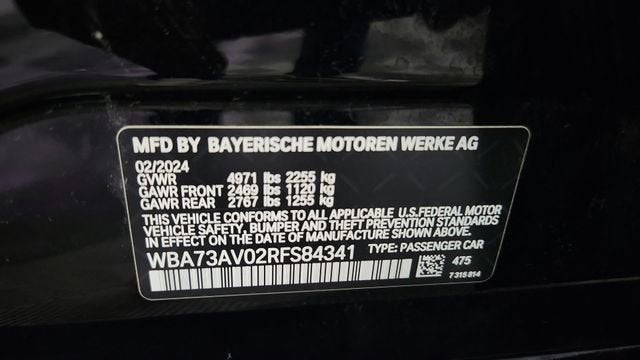 MFD BY BAYERISCHE MOTOREN WERKE AG
02/2024
GVWR 4971 lbs 2255 kg
GAWR FRONT 2469 lbs 1120 kg
GAWR REAR 2767 lbs 1255 kg
THIS VEHICLE CONFORMS TO ALL APPLICABLE U.S.FEDERAL MOTOR
VEHICLE SAFETY, BUMPER AND THEFT PREVENTION
STANDARDS IN EFFECT ON THE DATE OF MANUFACTURE SHOWN ABOVE.
WBA73AV02RFS84341 TYPE: PASSENGER CAR
475
7315814